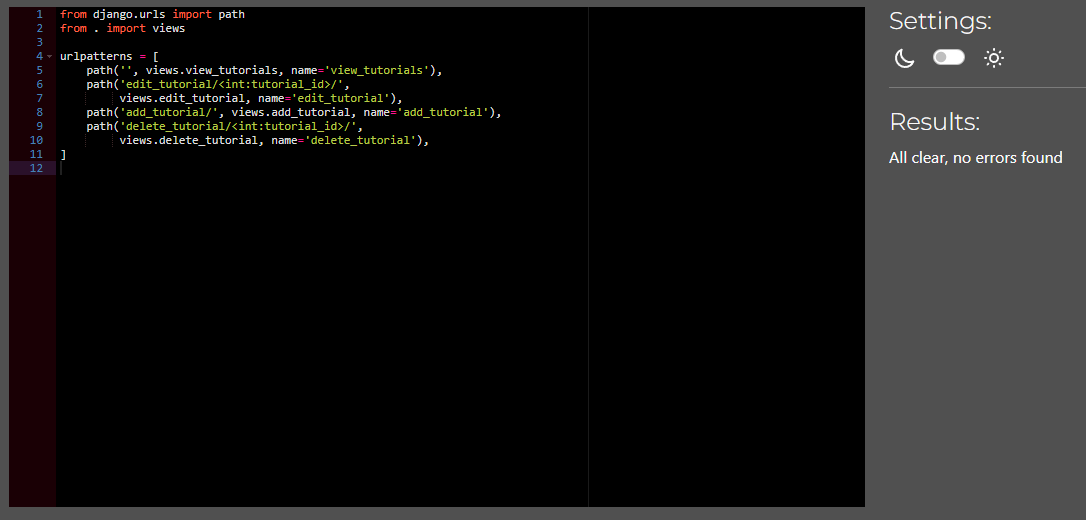 1 from django.urls import path
2 from . import views
3
4 urlpatterns = [
5     path('', views.view_tutorials, name='view_tutorials'),
6     path('edit_tutorial/<int:tutorial_id>/',
7          views.edit_tutorial, name='edit_tutorial'),
8     path('add_tutorial/', views.add_tutorial, name='add_tutorial'),
9     path('delete_tutorial/<int:tutorial_id>/',
10          views.delete_tutorial, name='delete_tutorial'),
11 ]
12
Settings:
Results:
All clear, no errors found